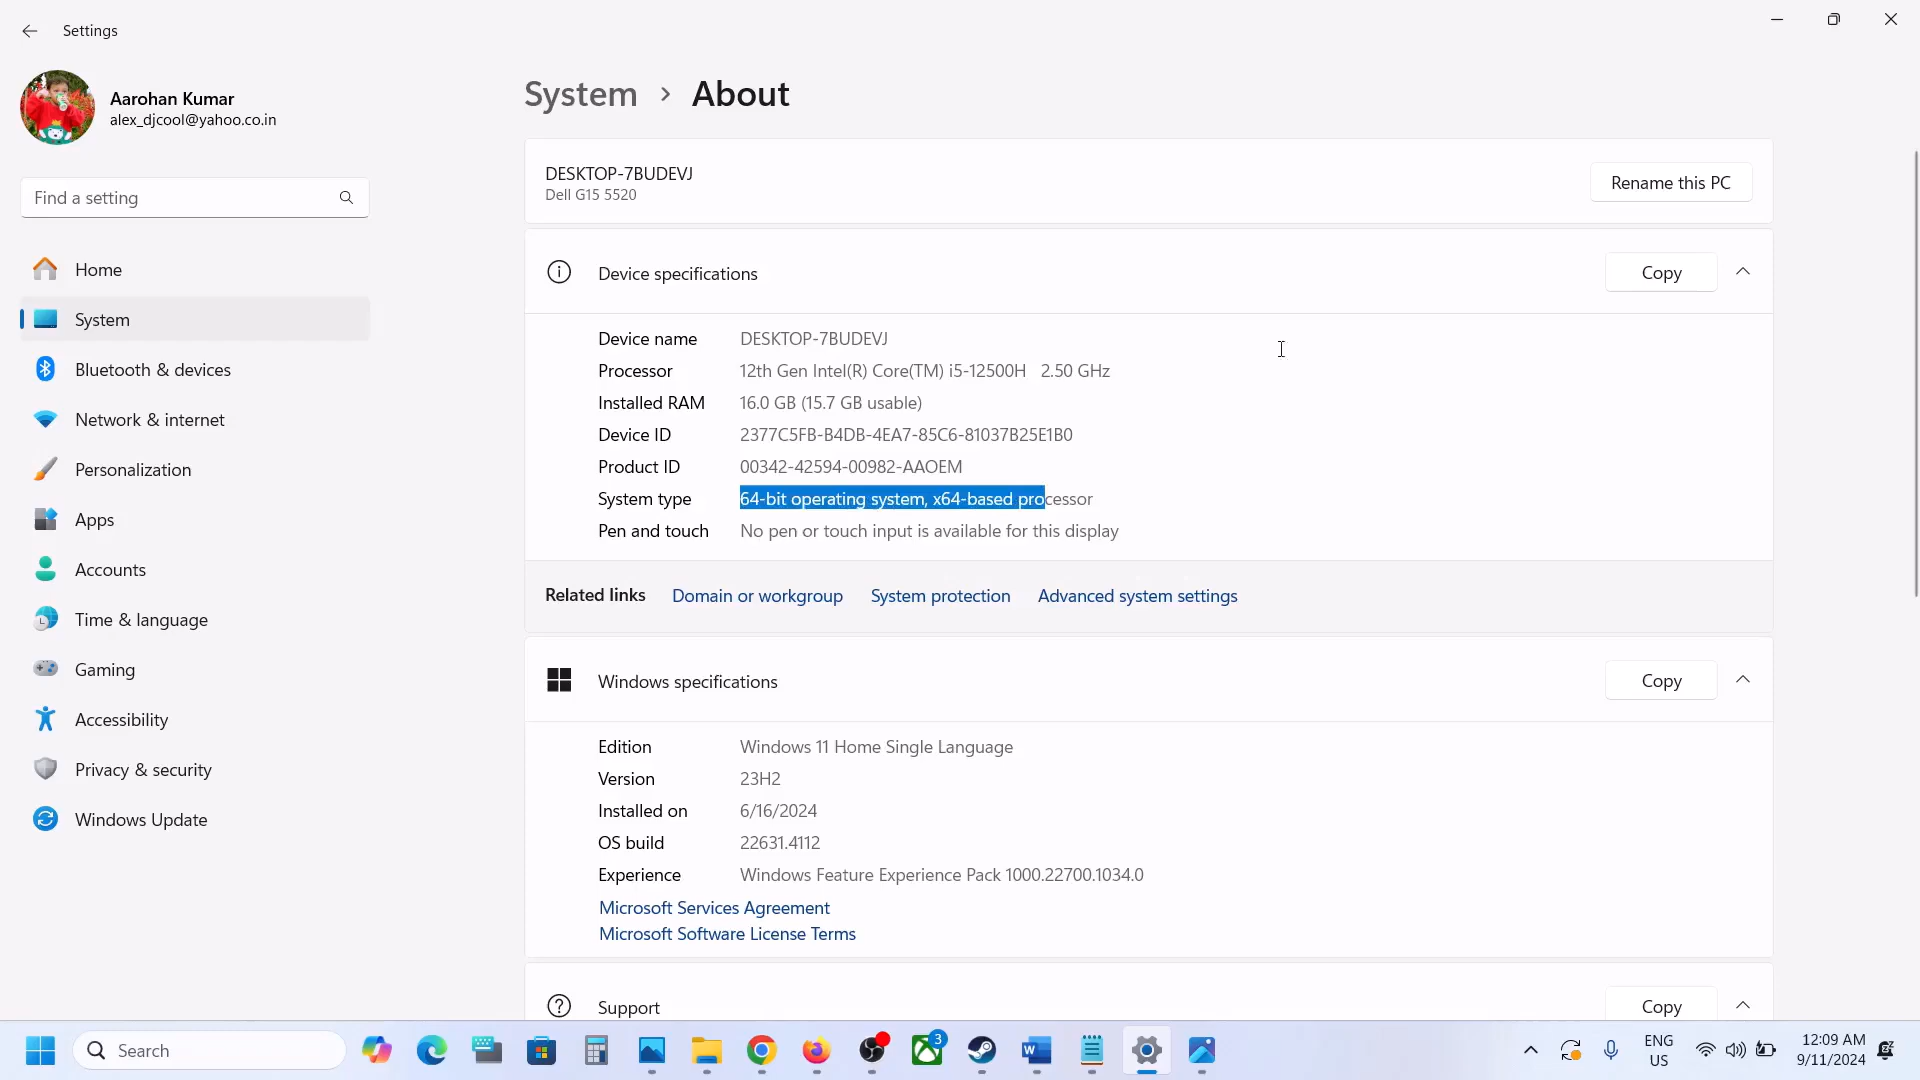 Settings
Aarohan Kumar
alex_djcool@yahoo.co.in
Find a setting
Home
System
Bluetooth & devices
Network & internet
Personalization
Apps
Accounts
Time & language
Gaming
Accessibility
Privacy & security
Windows Update
System > About
DESKTOP-7BUDEVJ
Dell G15 5520
Rename this PC
Device specifications
Copy
Device name DESKTOP-7BUDEVJ
Processor 12th Gen Intel(R) Core(TM) i5-12500H 2.50 GHz
Installed RAM 16.0 GB (15.7 GB usable)
Device ID 2377C5FB-B4DB-4EA7-85C6-81037B25E1B0
Product ID 00342-42594-00982-AAOEM
System type 64-bit operating system, x64-based processor
Pen and touch No pen or touch input is available for this display
Related links Domain or workgroup System protection Advanced system settings
Windows specifications
Copy
Edition Windows 11 Home Single Language
Version 23H2
Installed on 6/16/2024
OS build 22631.4112
Experience Windows Feature Experience Pack 1000.22700.1034.0
Microsoft Services Agreement
Microsoft Software License Terms
Support
Copy
Search
3
ENG
US
12:09 AM
9/11/2024